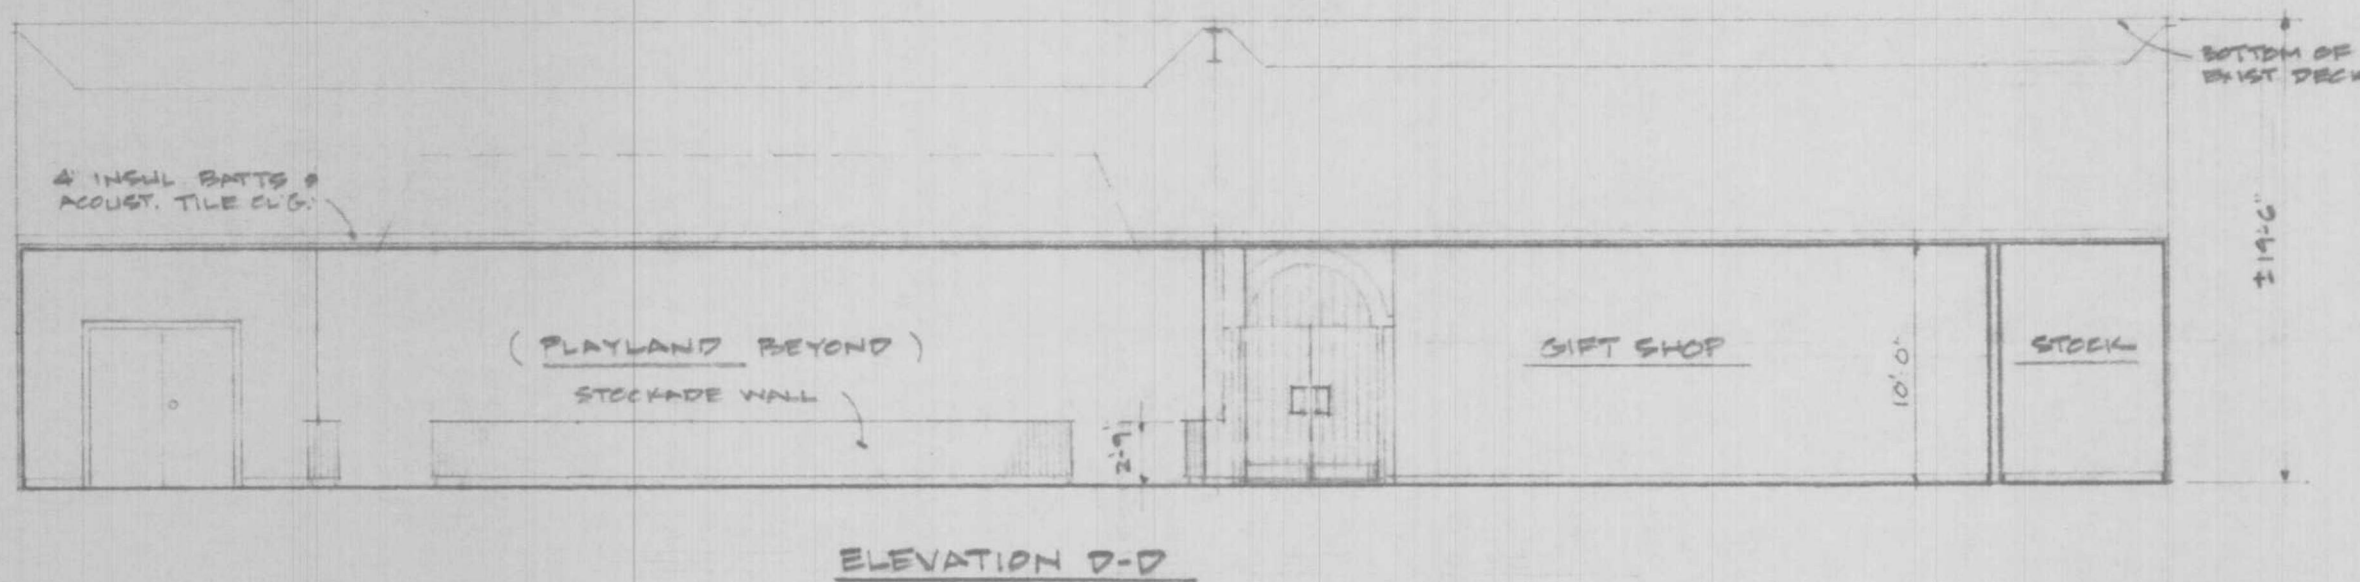 BOTTOM OF
EXIST. DECK
4" INSUL BATTS &
ACOUST. TILE CL'G.
±19'-6"
( PLAYLAND BEYOND )
STOCKADE WALL
2'-9"
GIFT SHOP
10'-0"
STOCK
ELEVATION D-D